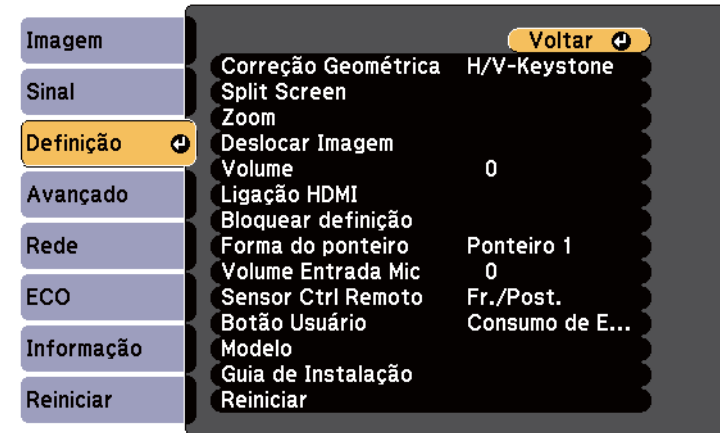 Imagem
Sinal
Definição
Avançado
Rede
ECO
Informação
Reiniciar
Voltar
Correção Geométrica H/V-Keystone
Split Screen
Zoom
Deslocar Imagem
Volume 0
Ligação HDMI
Bloquear definição
Forma do ponteiro Ponteiro 1
Volume Entrada Mic 0
Sensor Ctrl Remoto Fr./Post.
Botão Usuário Consumo de E...
Modelo
Guia de Instalação
Reiniciar